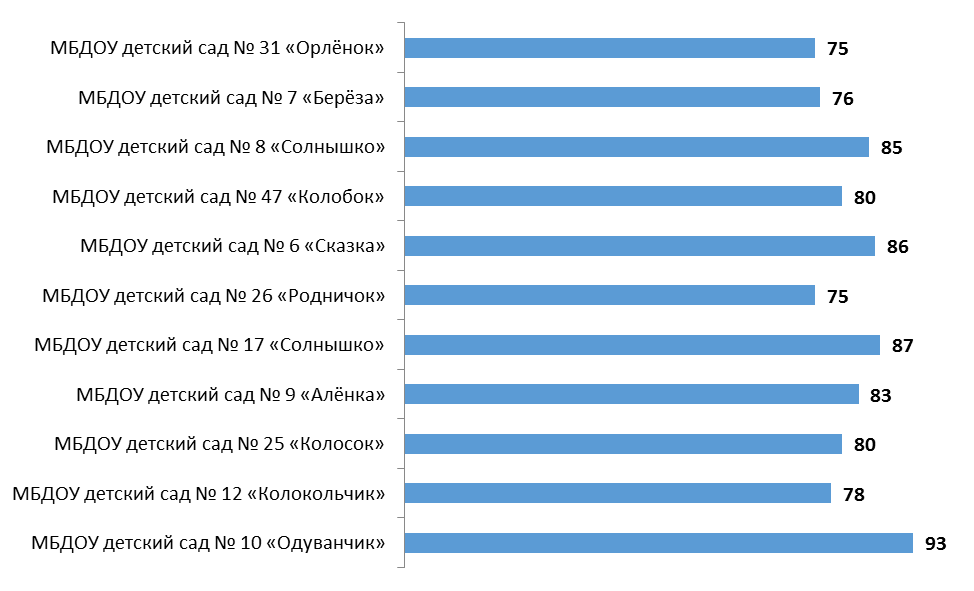 МБДОУ детский сад № 31 «Орлёнок» 75
МБДОУ детский сад № 7 «Берёза» 76
МБДОУ детский сад № 8 «Солнышко» 85
МБДОУ детский сад № 47 «Колобок» 80
МБДОУ детский сад № 6 «Сказка» 86
МБДОУ детский сад № 26 «Родничок» 75
МБДОУ детский сад № 17 «Солнышко» 87
МБДОУ детский сад № 9 «Алёнка» 83
МБДОУ детский сад № 25 «Колосок» 80
МБДОУ детский сад № 12 «Колокольчик» 78
МБДОУ детский сад № 10 «Одуванчик» 93